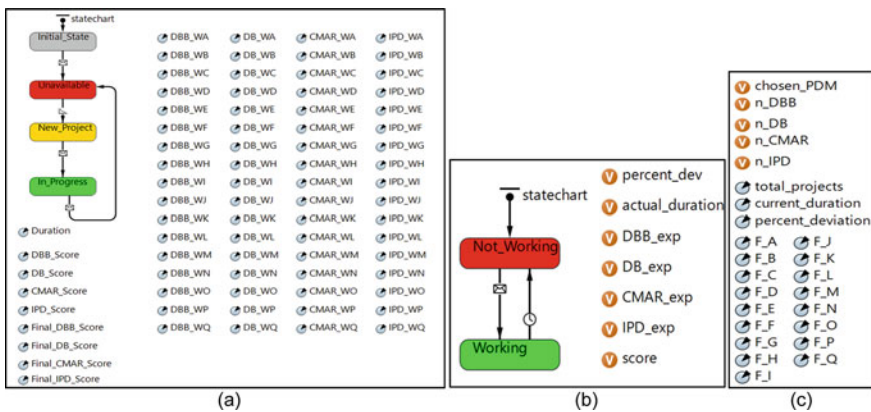 statechart
Initial_State
Unavailable
New_Project
In_Progress
Duration
DBB_Score
DB_Score
CMAR_Score
IPD_Score
Final_DBB_Score
Final_DB_Score
Final_CMAR_Score
Final_IPD_Score
DBB_WA DB_WA CMAR_WA IPD_WA
DBB_WB DB_WB CMAR_WB IPD_WB
DBB_WC DB_WC CMAR_WC IPD_WC
DBB_WD DB_WD CMAR_WD IPD_WD
DBB_WE DB_WE CMAR_WE IPD_WE
DBB_WF DB_WF CMAR_WF IPD_WF
DBB_WG DB_WG CMAR_WG IPD_WG
DBB_WH DB_WH CMAR_WH IPD_WH
DBB_WI DB_WI CMAR_WI IPD_WI
DBB_WJ DB_WJ CMAR_WJ IPD_WJ
DBB_WK DB_WK CMAR_WK IPD_WK
DBB_WL DB_WL CMAR_WL IPD_WL
DBB_WM DB_WM CMAR_WM IPD_WM
DBB_WN DB_WN CMAR_WN IPD_WN
DBB_WO DB_WO CMAR_WO IPD_WO
DBB_WP DB_WP CMAR_WP IPD_WP
DBB_WQ DB_WQ CMAR_WQ IPD_WQ
(a)
statechart
Not_Working
Working
percent_dev
actual_duration
DBB_exp
DB_exp
CMAR_exp
IPD_exp
score
(b)
chosen_PDM
n_DBB
n_DB
n_CMAR
n_IPD
total_projects
current_duration
percent_deviation
F_A F_J
F_B F_K
F_C F_L
F_D F_M
F_E F_N
F_F F_O
F_G F_P
F_H F_Q
F_I
(c)